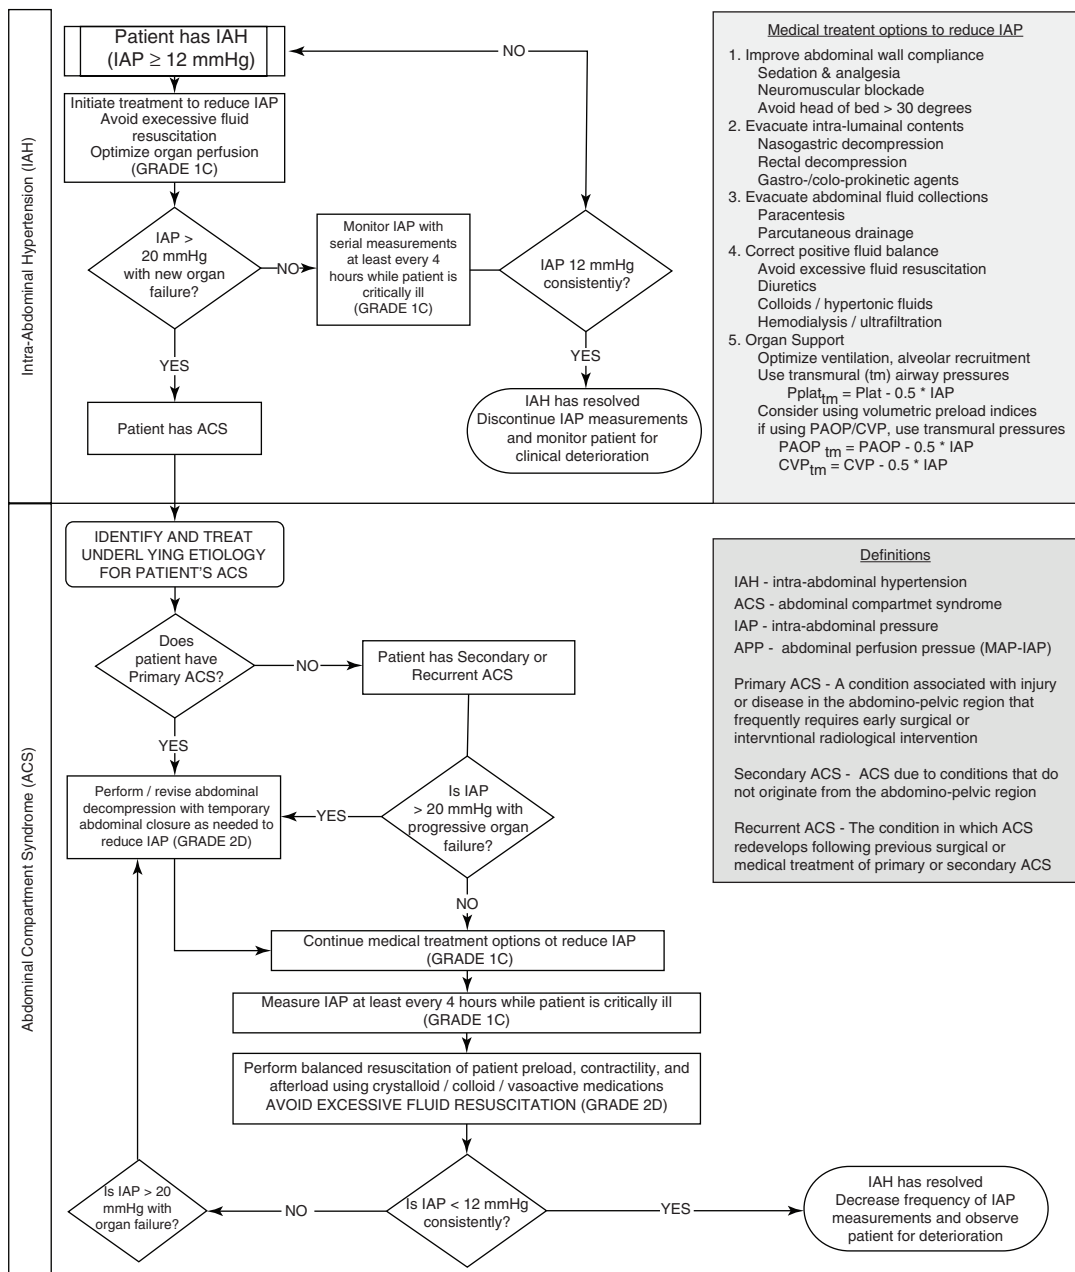 Intra-Abdominal Hypertension (IAH)
Patient has IAH
(IAP ≥ 12 mmHg)
Initiate treatment to reduce IAP
Avoid execessive fluid
resuscitation
Optimize organ perfusion
(GRADE 1C)
IAP >
20 mmHg
with new organ
failure?
NO
Monitor IAP with
serial measurements
at least every 4
hours while patient is
critically ill
(GRADE 1C)
IAP 12 mmHg
consistently?
NO
YES
IAH has resolved
Discontinue IAP measurements
and monitor patient for
clinical deterioration
YES
Patient has ACS
Medical treatent options to reduce IAP
1. Improve abdominal wall compliance
Sedation & analgesia
Neuromuscular blockade
Avoid head of bed > 30 degrees
2. Evacuate intra-lumainal contents
Nasogastric decompression
Rectal decompression
Gastro-/colo-prokinetic agents
3. Evacuate abdominal fluid collections
Paracentesis
Parcutaneous drainage
4. Correct positive fluid balance
Avoid excessive fluid resuscitation
Diuretics
Colloids / hypertonic fluids
Hemodialysis / ultrafiltration
5. Organ Support
Optimize ventilation, alveolar recruitment
Use transmural (tm) airway pressures
Pplat tm = Plat - 0.5 * IAP
Consider using volumetric preload indices
if using PAOP/CVP, use transmural pressures
PAOP tm = PAOP - 0.5 * IAP
CVP tm = CVP - 0.5 * IAP
Abdominal Compartment Syndrome (ACS)
IDENTIFY AND TREAT
UNDERL YING ETIOLOGY
FOR PATIENT'S ACS
Does
patient have
Primary ACS?
NO
Patient has Secondary or
Recurrent ACS
YES
Perform / revise abdominal
decompression with temporary
abdominal closure as needed to
reduce IAP (GRADE 2D)
YES
Is IAP
> 20 mmHg with
progressive organ
failure?
NO
Continue medical treatment options ot reduce IAP
(GRADE 1C)
Measure IAP at least every 4 hours while patient is critically ill
(GRADE 1C)
Perform balanced resuscitation of patient preload, contractility, and
afterload using crystalloid / colloid / vasoactive medications
AVOID EXCESSIVE FLUID RESUSCITATION (GRADE 2D)
Is IAP < 12 mmHg
consistently?
NO
Is IAP > 20
mmHg with
organ failure?
YES
IAH has resolved
Decrease frequency of IAP
measurements and observe
patient for deterioration
Definitions
IAH - intra-abdominal hypertension
ACS - abdominal compartmet syndrome
IAP - intra-abdominal pressure
APP - abdominal perfusion pressue (MAP-IAP)
Primary ACS - A condition associated with injury
or disease in the abdomino-pelvic region that
frequently requires early surgical or
intervntional radiological intervention
Secondary ACS - ACS due to conditions that do
not originate from the abdomino-pelvic region
Recurrent ACS - The condition in which ACS
redevelops following previous surgical or
medical treatment of primary or secondary ACS